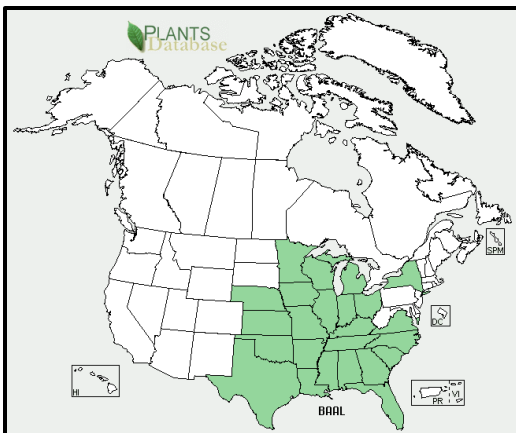 PLANTS
Database
SPM
DC
HI
PR
VI
BAAL